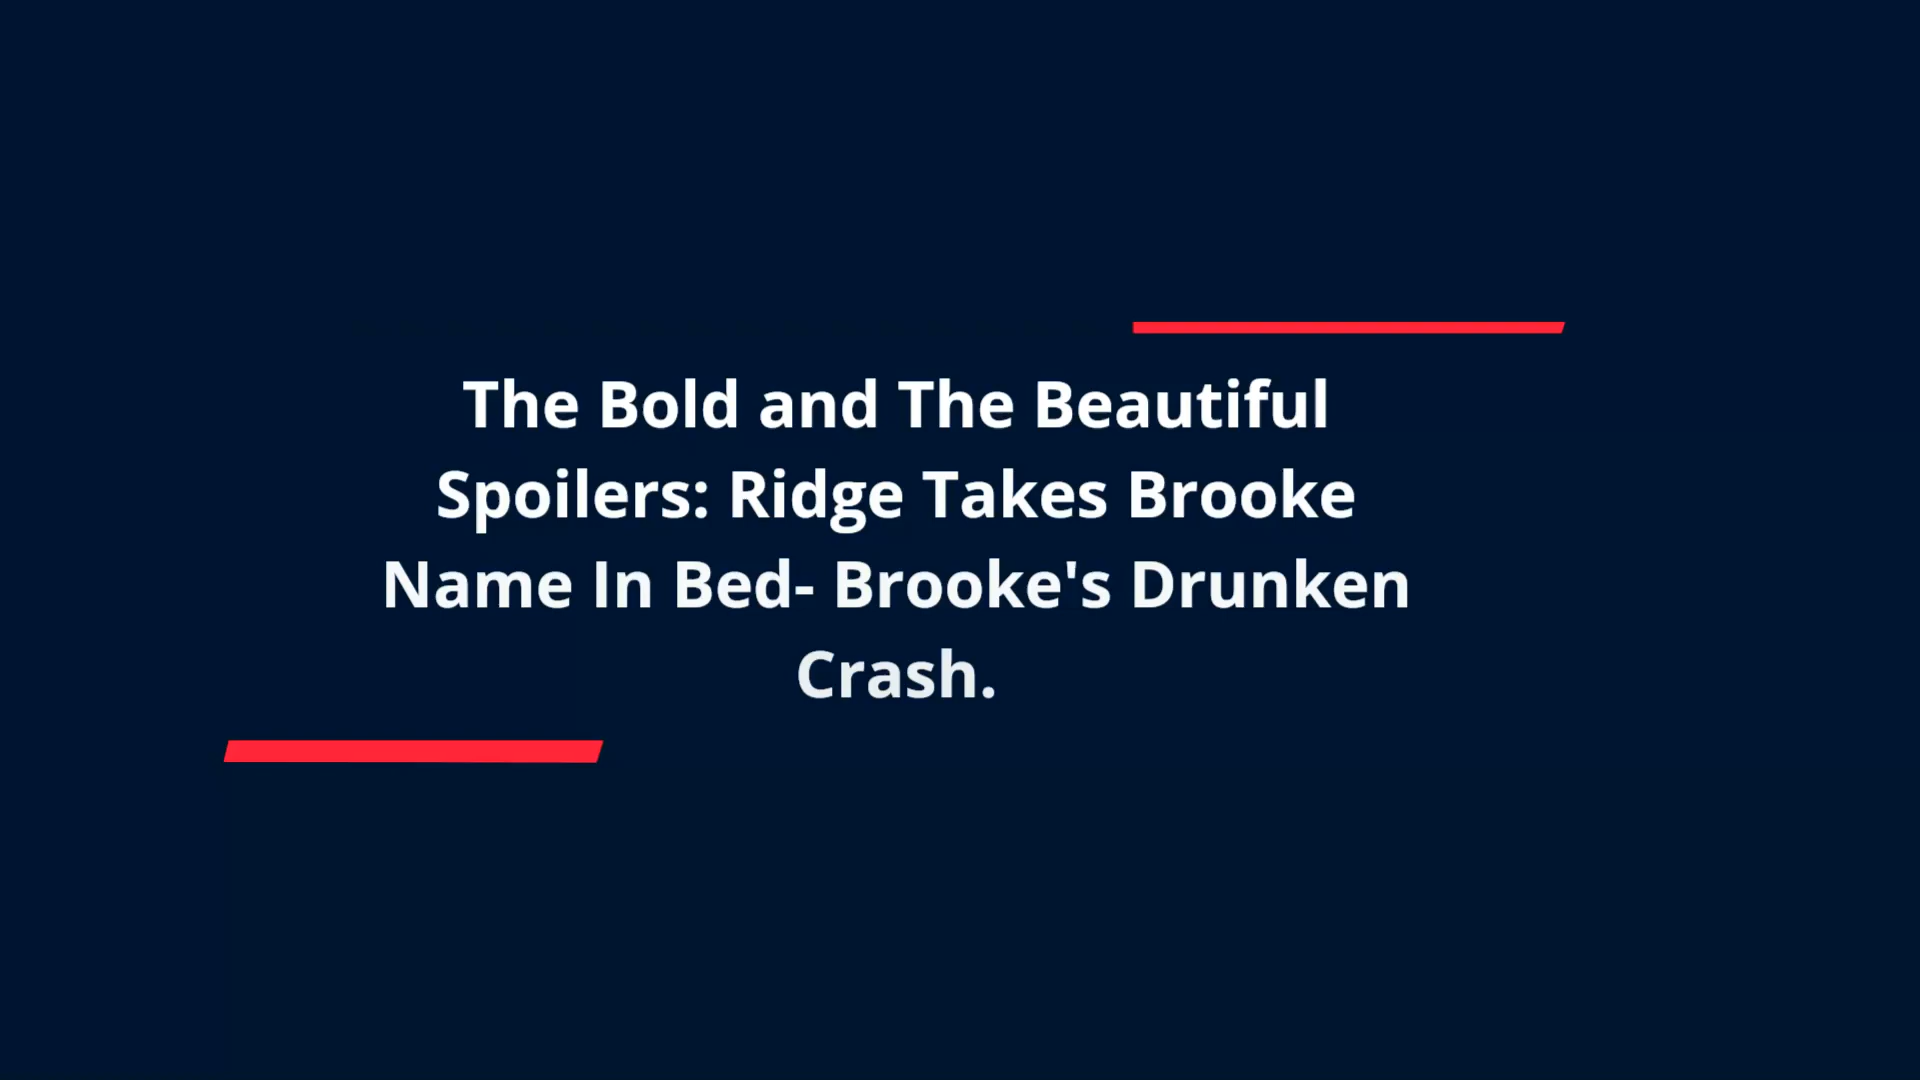 The Bold and The Beautiful
Spoilers: Ridge Takes Brooke
Name In Bed- Brooke's Drunken
Crash.